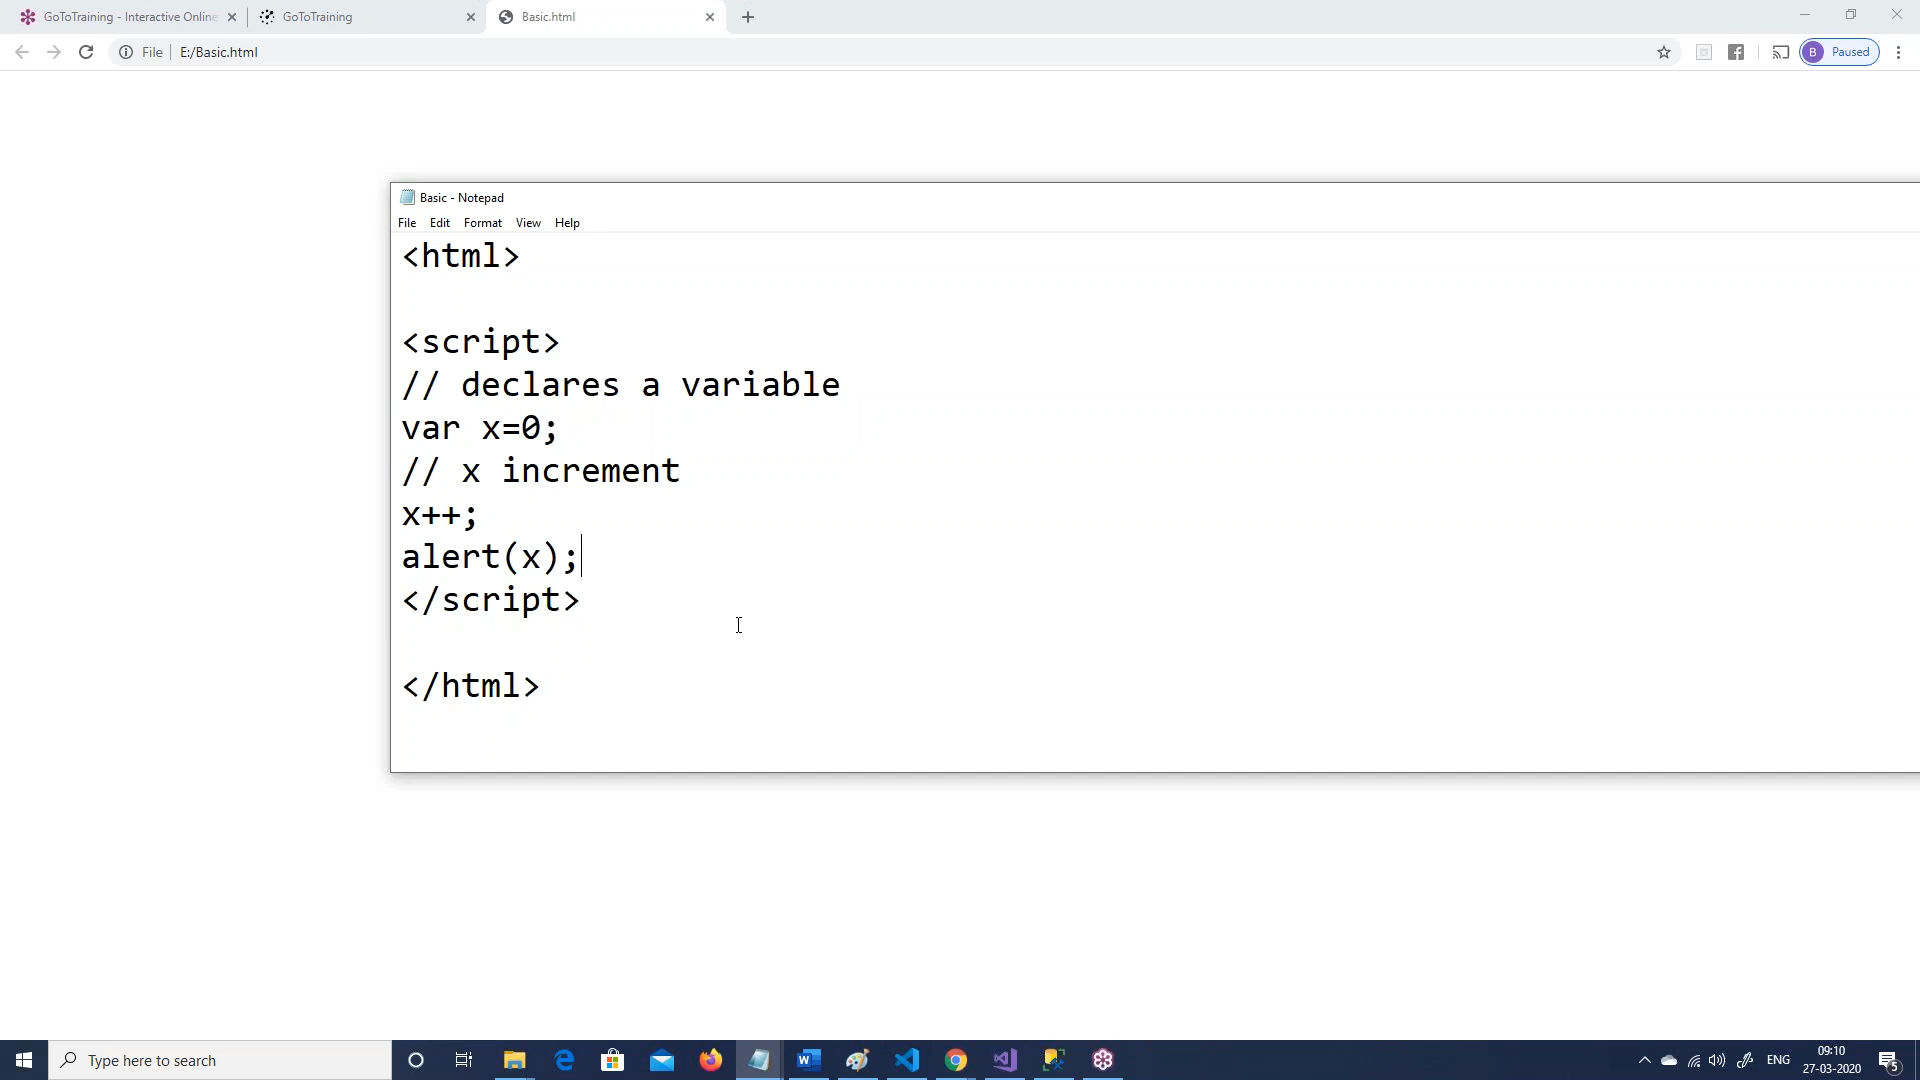 GoToTraining - Interactive Online
GoToTraining
Basic.html
File
E:/Basic.html
B
Paused
Basic - Notepad
File Edit Format View Help
<html>
<script>
// declares a variable
var x=0;
// x increment
x++;
alert(x);
</script>
</html>
Type here to search
ENG
09:10
27-03-2020
5